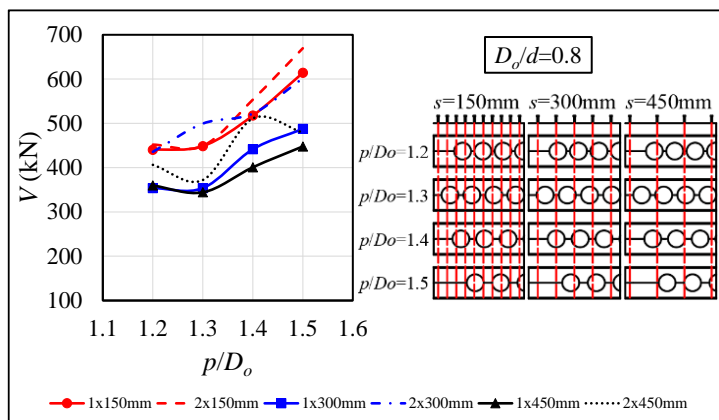 700
600
500
400
300
200
100
V (kN)
1.1 1.2 1.3 1.4 1.5 1.6
p/Do
Do/d=0.8
s=150mm s=300mm s=450mm
p/Do=1.2
p/Do=1.3
p/Do=1.4
p/Do=1.5
1x150mm 2x150mm 1x300mm 2x300mm 1x450mm 2x450mm